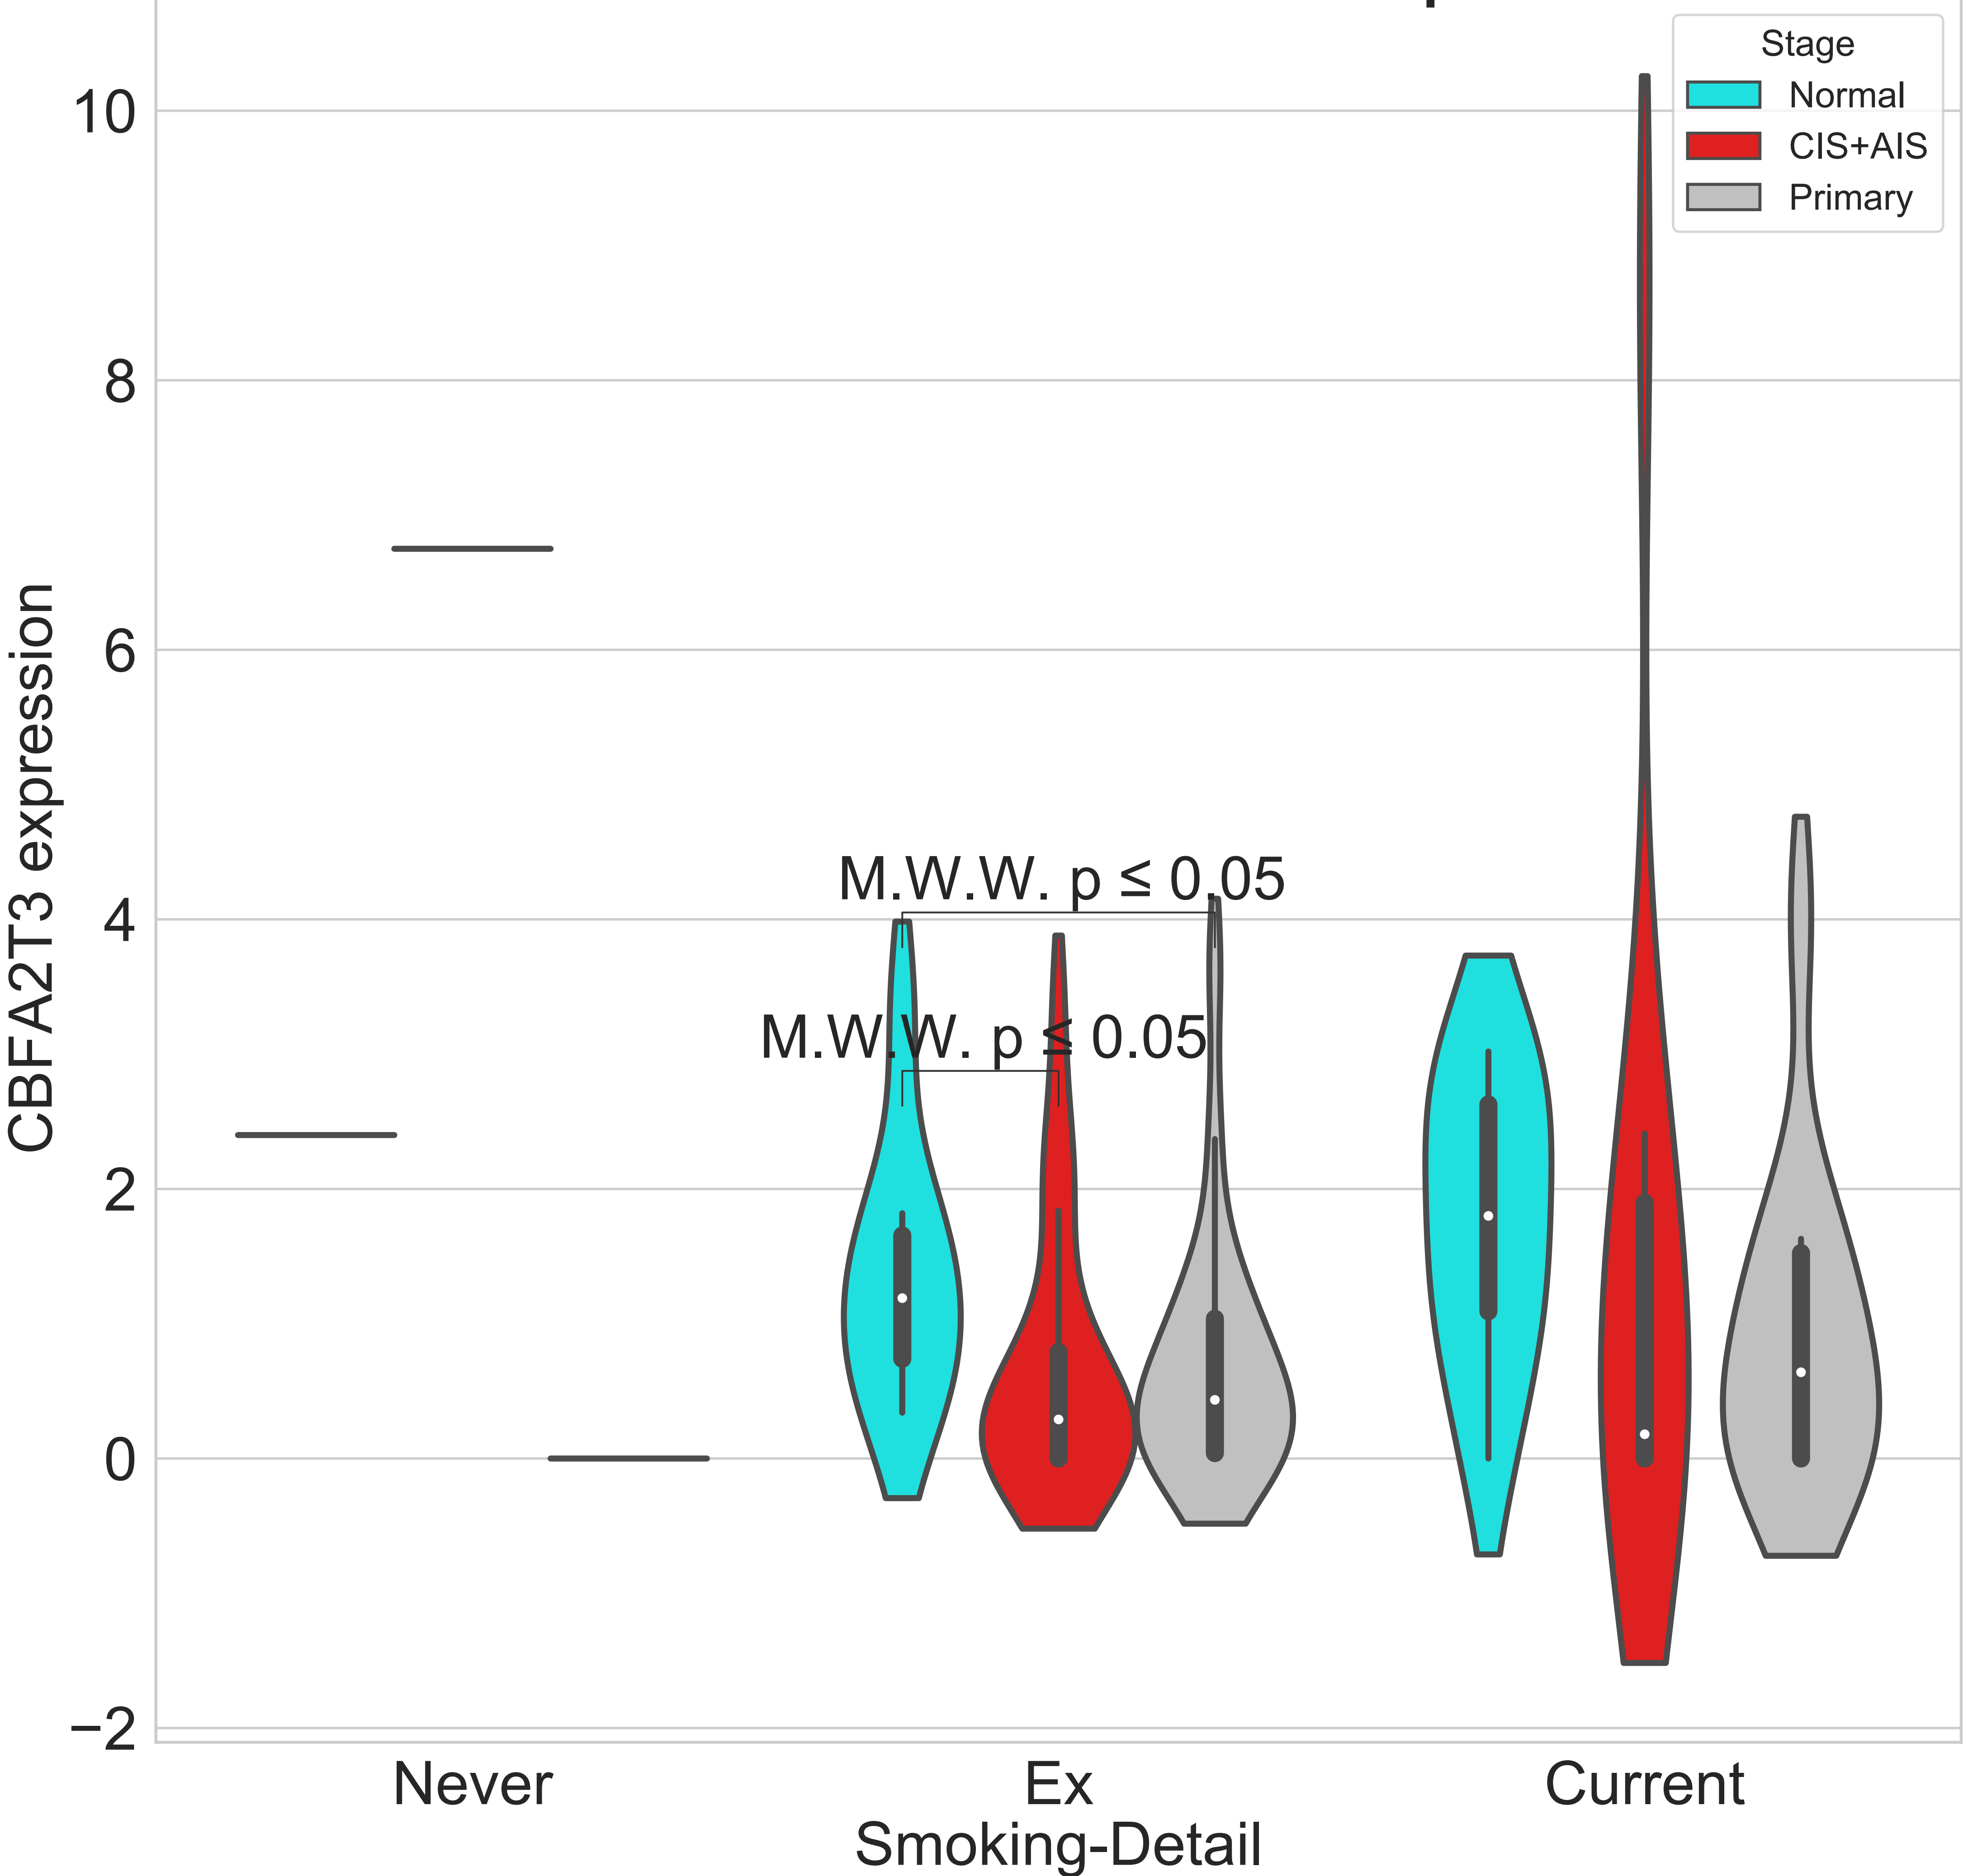 Stage
Normal
CIS+AIS
Primary
10
8
6
4
2
0
−2
CBFA2T3 expression
M.W.W. p ≤ 0.05
M.W.W. p ≤ 0.05
Never
Ex
Current
Smoking-Detail